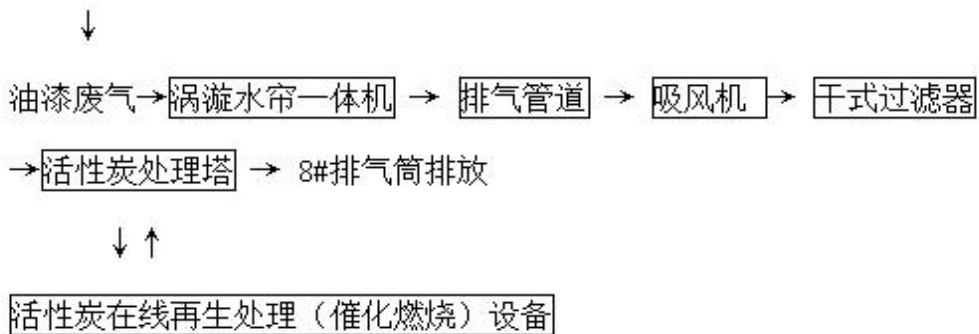 ↓
油漆废气→涡漩水帘一体机 → 排气管道 → 吸风机 → 干式过滤器
→活性炭处理塔 → 8#排气筒排放
↓ ↑
活性炭在线再生处理（催化燃烧）设备